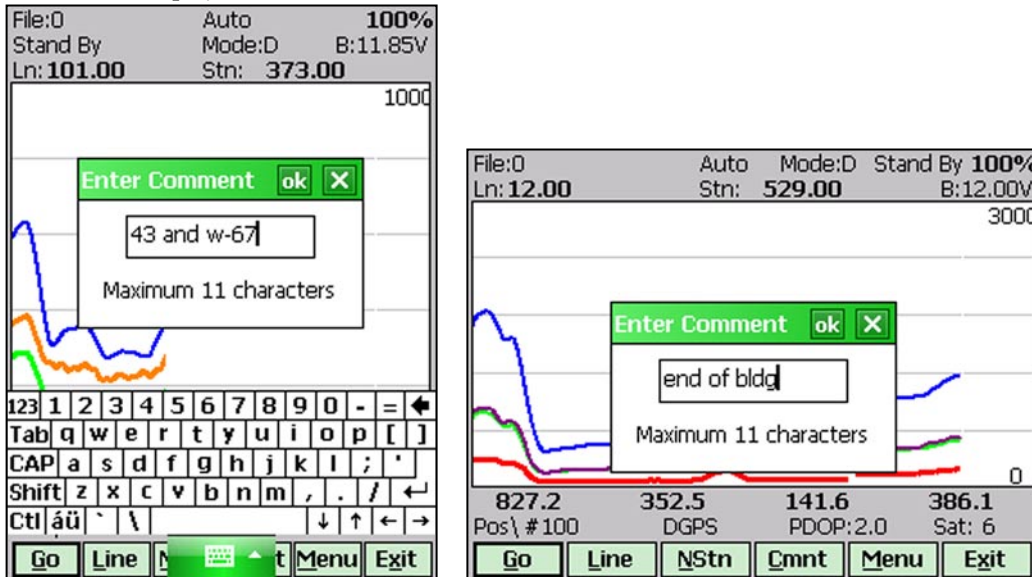 File:0 Auto 100%
Stand By Mode:D B:11.85V
Ln: 101.00 Stn: 373.00
1000
Enter Comment ok X
43 and w-67
Maximum 11 characters
123 1 2 3 4 5 6 7 8 9 0 - =
Tab q w e r t y u i o p [ ]
CAP a s d f g h j k l ; '
Shift z x c v b n m , . /
Ctl áü ` \ ↓ ↑ ← →
Go Line N t Menu Exit
File:0 Auto Mode:D Stand By 100%
Ln: 12.00 Stn: 529.00 B:12.00V
3000
Enter Comment ok X
end of bldg
Maximum 11 characters
0
827.2 352.5 141.6 386.1
Pos\ #100 DGPS PDOP:2.0 Sat: 6
Go Line NStn Cmnt Menu Exit